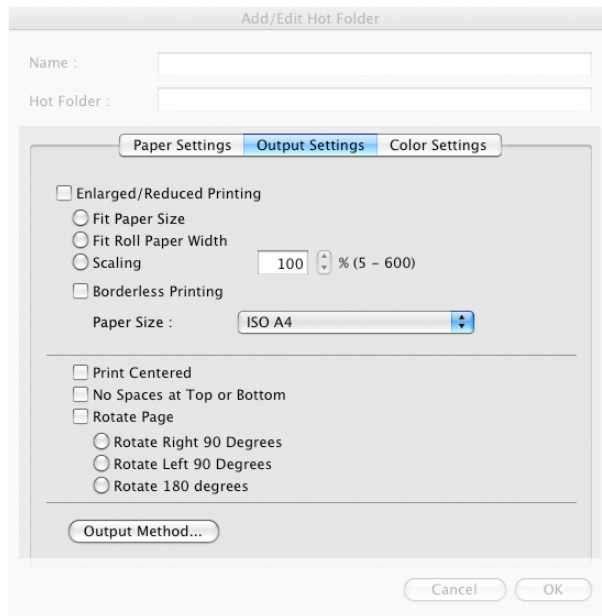 Add/Edit Hot Folder
Name :
Hot Folder :
Paper Settings Output Settings Color Settings
Enlarged/Reduced Printing
Fit Paper Size
Fit Roll Paper Width
Scaling 100 % (5 – 600)
Borderless Printing
Paper Size : ISO A4
Print Centered
No Spaces at Top or Bottom
Rotate Page
Rotate Right 90 Degrees
Rotate Left 90 Degrees
Rotate 180 degrees
Output Method...
Cancel OK